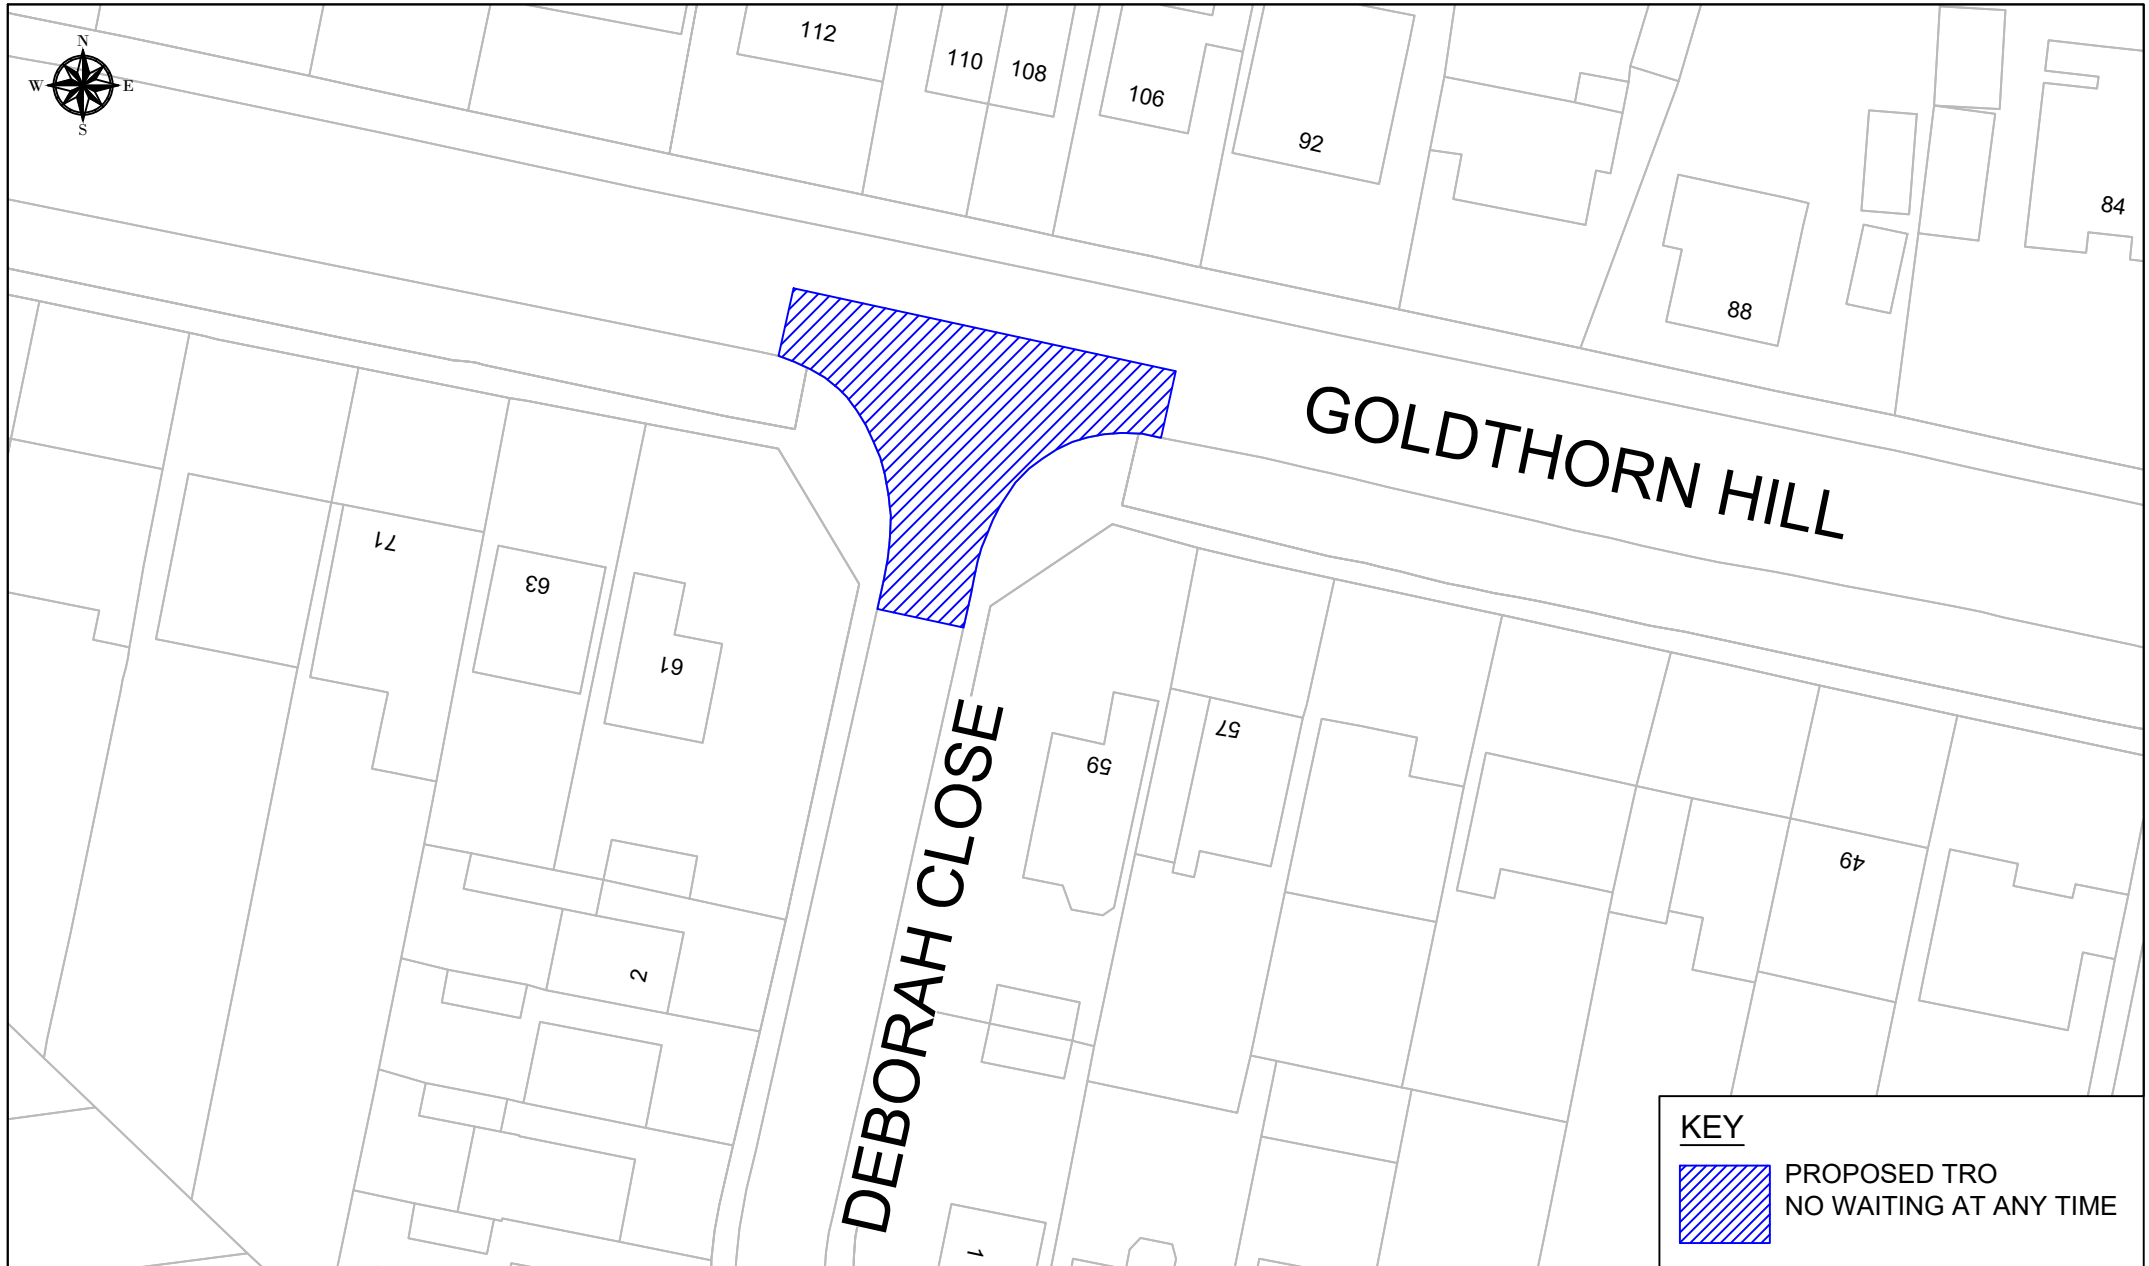 N
W E
S
112
110
108
106
92
84
88
GOLDTHORN HILL
71
63
61
59
57
49
2
DEBORAH CLOSE
1
KEY
PROPOSED TRO
NO WAITING AT ANY TIME